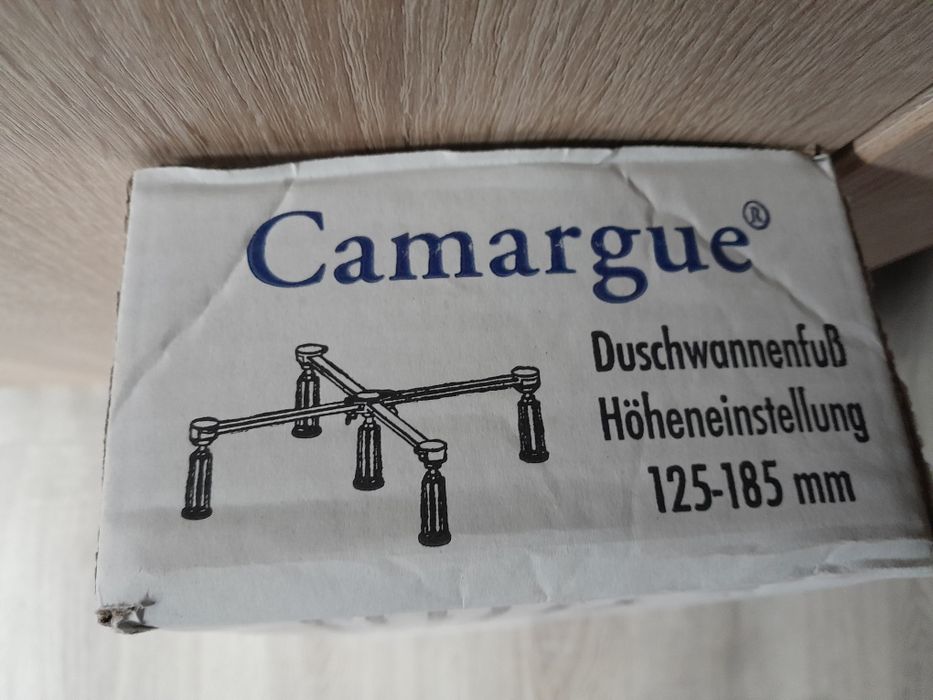 Camargue®
Duschwannenfuß
Höheneinstellung
125-185 mm